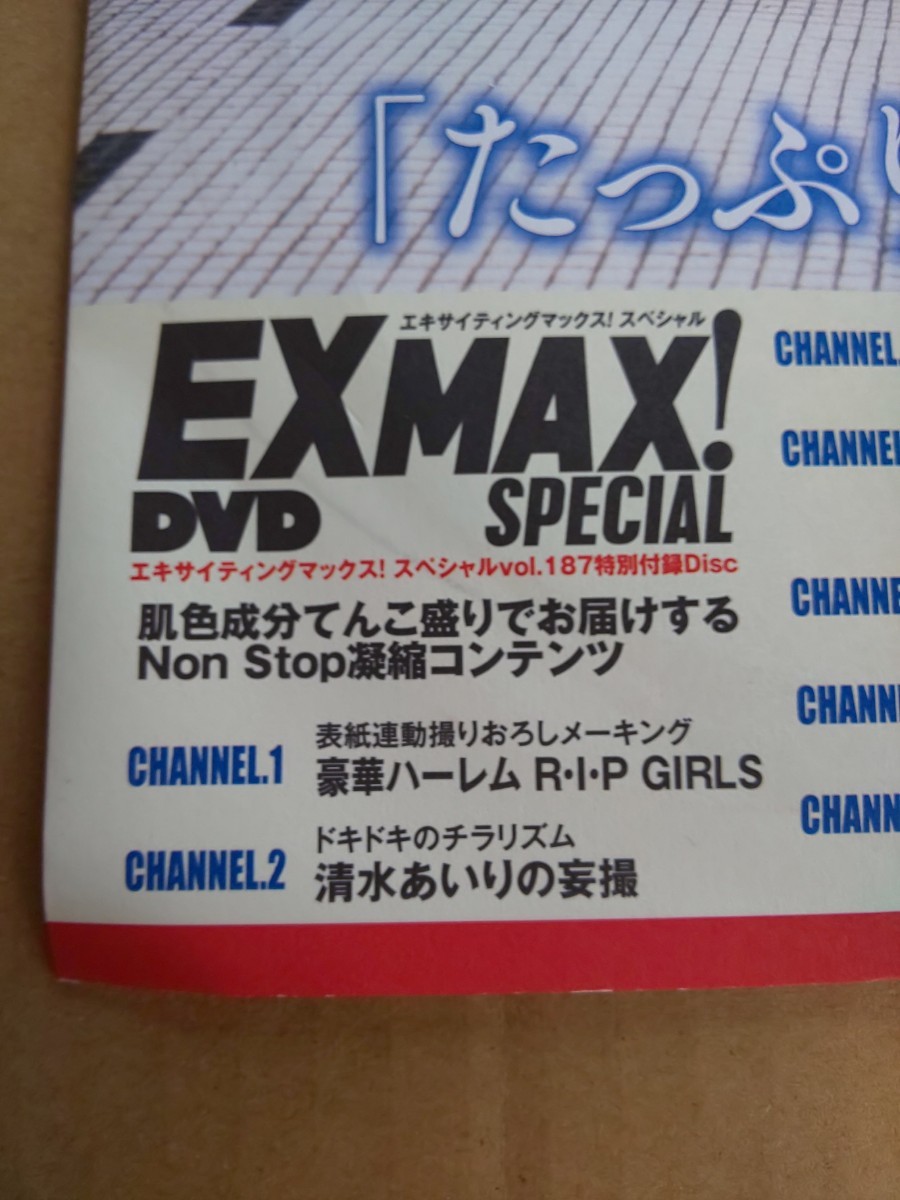 「たっぷ
エキサイティングマックス! スペシャル
EXMAX!
DVD SPECIAL
エキサイティングマックス! スペシャルvol.187特別付録Disc
肌色成分てんこ盛りでお届けする
Non Stop凝縮コンテンツ
CHANNEL.1
表紙連動撮りおろしメーキング
豪華ハーレム R・I・P GIRLS
CHANNEL.2
ドキドキのチラリズム
清水あいりの妄撮
CHANNEL.
CHANNEL
CHANNE
CHANNE
CHANN